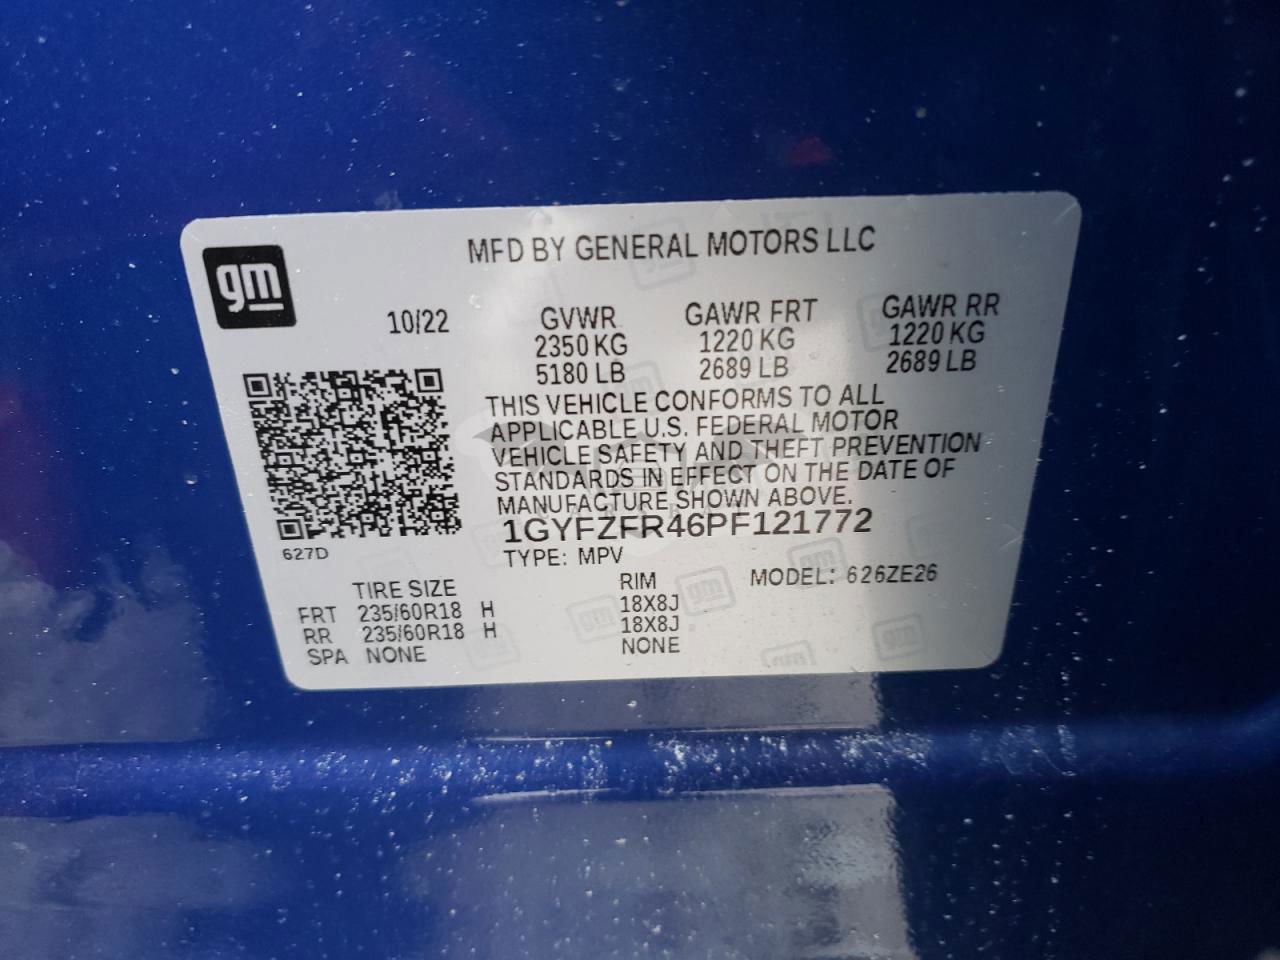 MFD BY GENERAL MOTORS LLC
gm
10/22 GVWR GAWR FRT GAWR RR
2350 KG 1220 KG 1220 KG
5180 LB 2689 LB 2689 LB
THIS VEHICLE CONFORMS TO ALL
APPLICABLE U.S. FEDERAL MOTOR
VEHICLE SAFETY AND THEFT PREVENTION
STANDARDS IN EFFECT ON THE DATE OF
MANUFACTURE SHOWN ABOVE.
1GYFZFR46PF121772
627D
TYPE: MPV
TIRE SIZE RIM MODEL: 626ZE26
FRT 235/60R18 H 18X8J
RR 235/60R18 H 18X8J
SPA NONE NONE